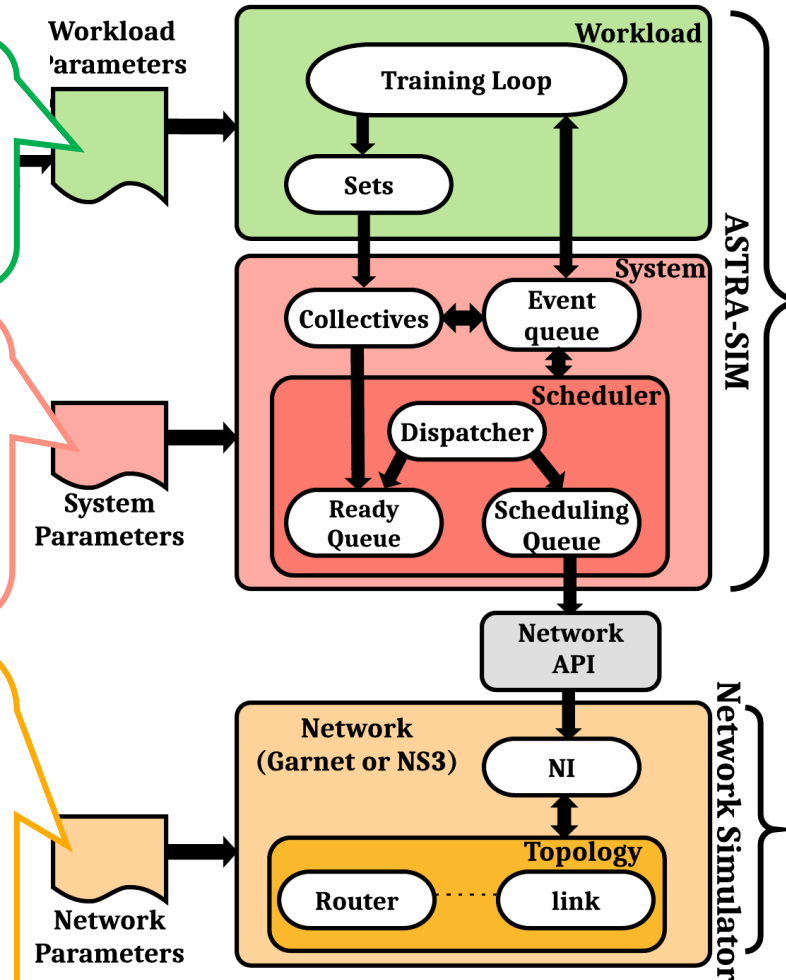 Workload
Parameters
Workload
Training Loop
Sets
System
Collectives
Event
queue
Scheduler
Dispatcher
Ready
Queue
Scheduling
Queue
System
Parameters
ASTRA-SIM
Network
API
Network
(Garnet or NS3)
NI
Topology
Router
link
Network
Parameters
Network Simulator